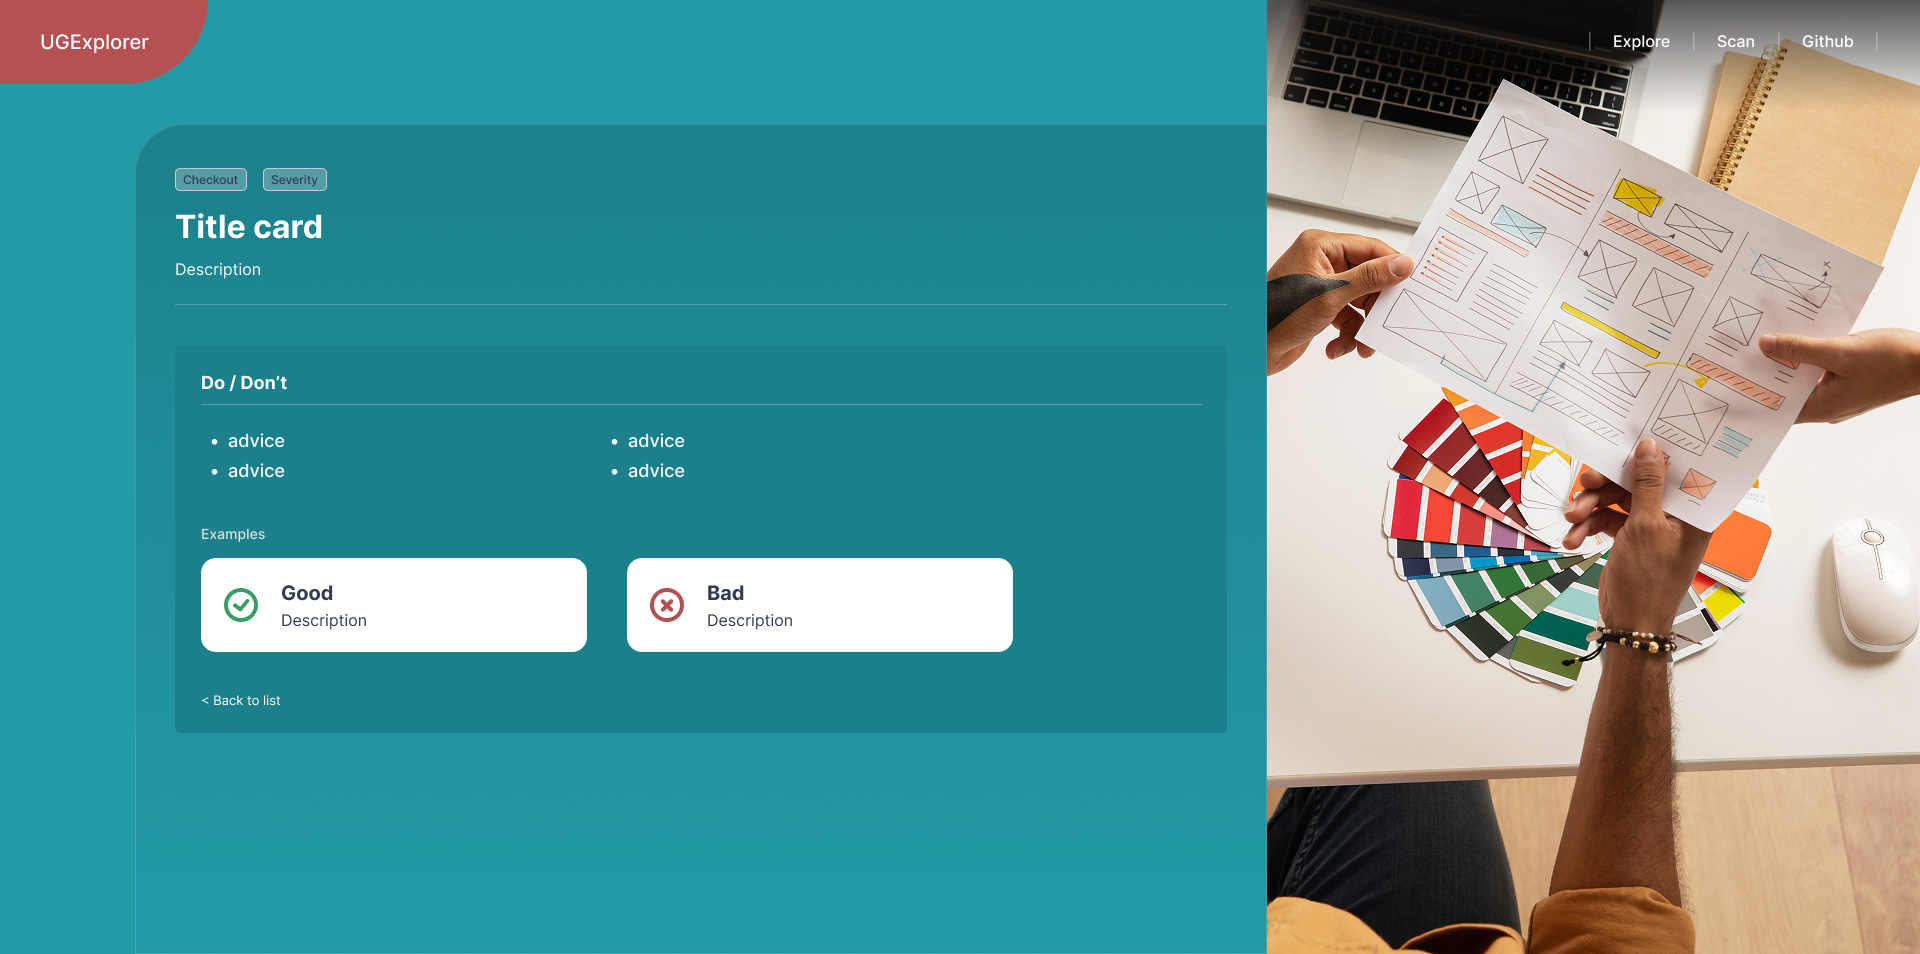 UGExplorer
Explore
Scan
Github
Checkout
Severity
Title card
Description
Do / Don’t
• advice
• advice
• advice
• advice
Examples
Good
Description
Bad
Description
< Back to list